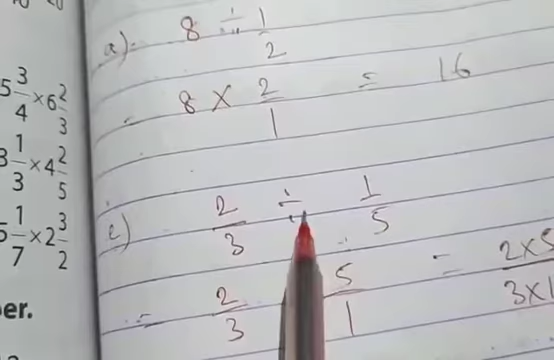 5 3/4 × 6 2/3
3 1/3 × 4 2/5
5 1/7 × 2 3/2
er.
a) 8 ÷ 1/2
= 8 × 2/1 = 16
c) 2/3 ÷ 1/5
= 2/3 5/1 = 2×5/3×1